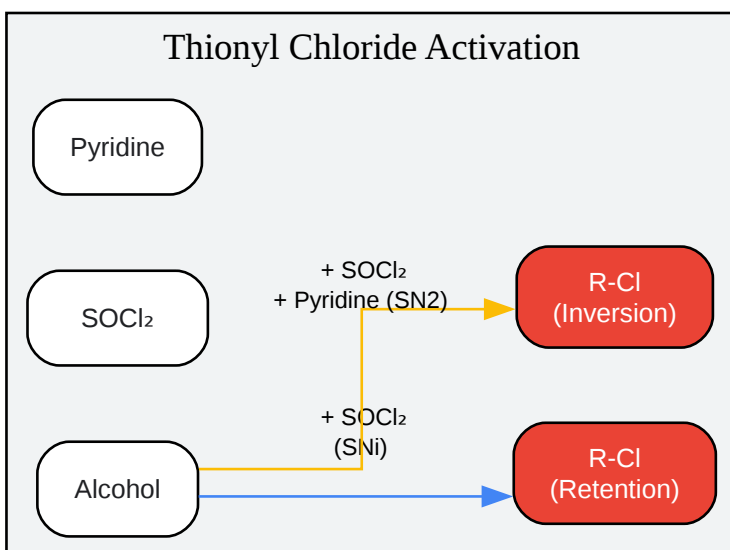 Thionyl Chloride Activation
Pyridine
SOCl₂
+ SOCl₂
+ Pyridine (SN2)
R-Cl
(Inversion)
+ SOCl₂
(SNi)
Alcohol
R-Cl
(Retention)